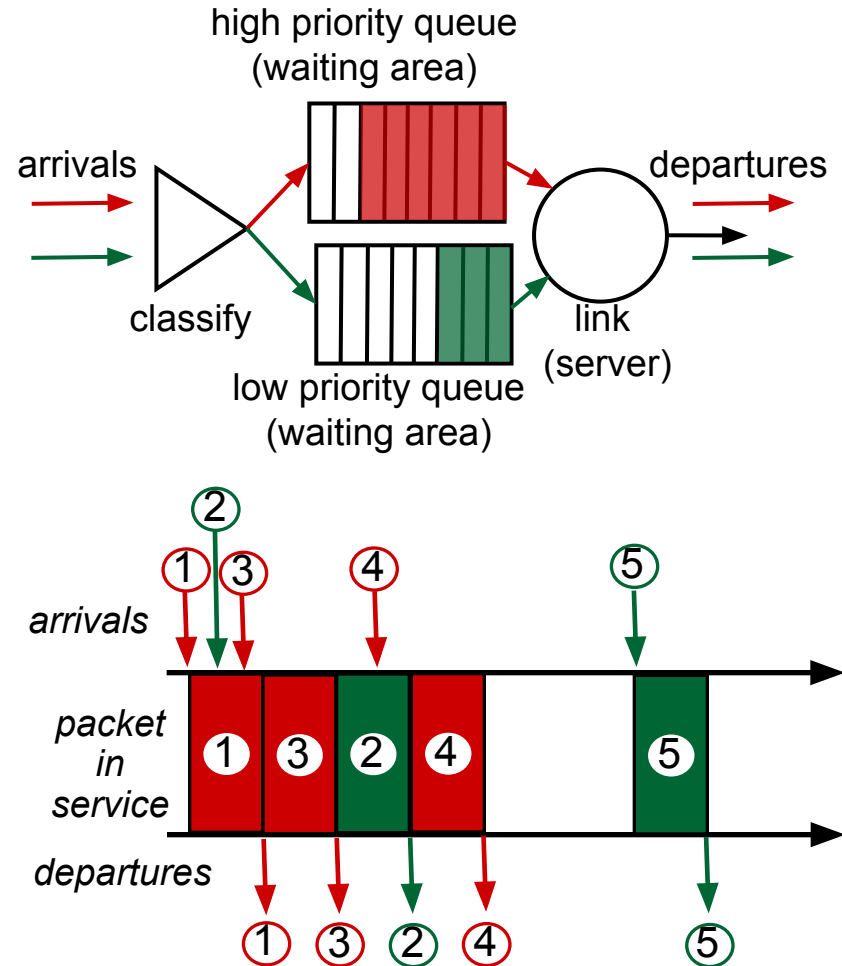 high priority queue
(waiting area)
arrivals
departures
classify
link
(server)
low priority queue
(waiting area)
2
1
3
4
5
arrivals
packet
in
service
1
3
2
4
5
departures
1
3
2
4
5